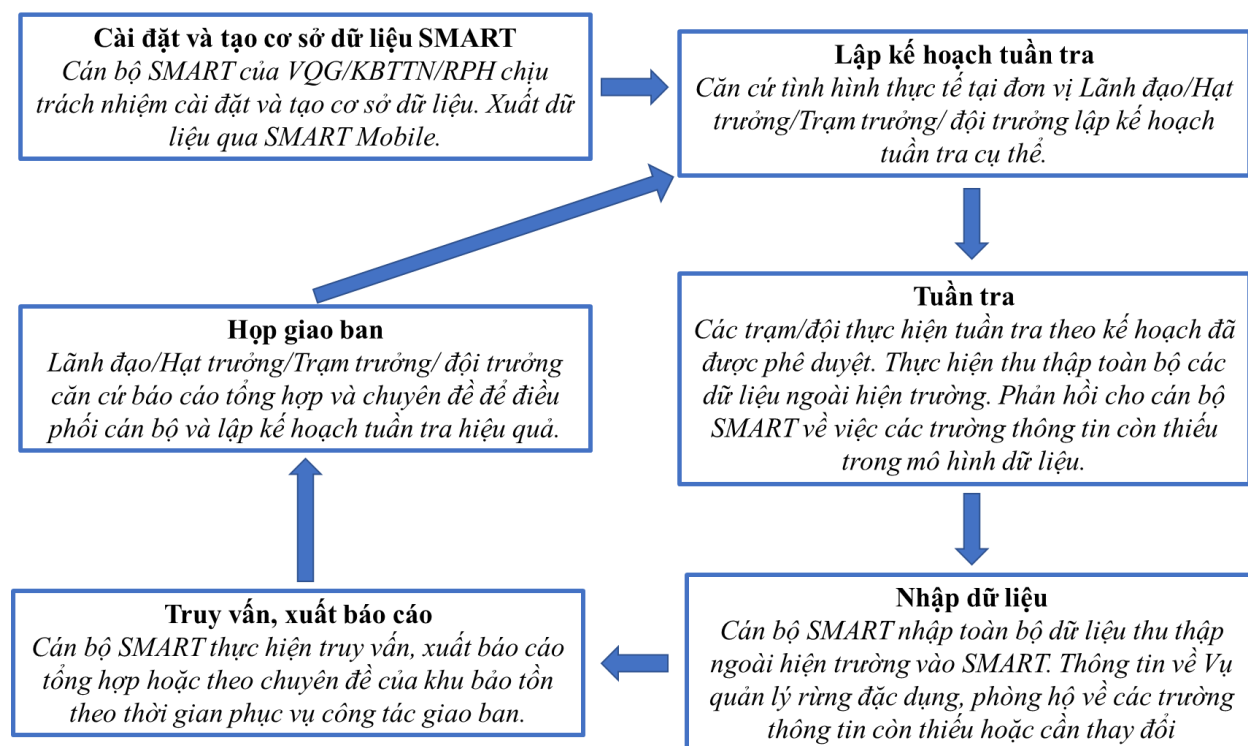 Cài đặt và tạo cơ sở dữ liệu SMART
Cán bộ SMART của VQG/KBTTN/RPH chịu
trách nhiệm cài đặt và tạo cơ sở dữ liệu. Xuất dữ
liệu qua SMART Mobile.
Lập kế hoạch tuần tra
Căn cứ tình hình thực tế tại đơn vị Lãnh đạo/Hạt
trưởng/Trạm trưởng/ đội trưởng lập kế hoạch
tuần tra cụ thể.
Tuần tra
Các trạm/đội thực hiện tuần tra theo kế hoạch đã
được phê duyệt. Thực hiện thu thập toàn bộ các
dữ liệu ngoài hiện trường. Phản hồi cho cán bộ
SMART về việc các trường thông tin còn thiếu
trong mô hình dữ liệu.
Nhập dữ liệu
Cán bộ SMART nhập toàn bộ dữ liệu thu thập
ngoài hiện trường vào SMART. Thông tin về Vụ
quản lý rừng đặc dụng, phòng hộ về các trường
thông tin còn thiếu hoặc cần thay đổi
Truy vấn, xuất báo cáo
Cán bộ SMART thực hiện truy vấn, xuất báo cáo
tổng hợp hoặc theo chuyên đề của khu bảo tồn
theo thời gian phục vụ công tác giao ban.
Họp giao ban
Lãnh đạo/Hạt trưởng/Trạm trưởng/ đội trưởng
căn cứ báo cáo tổng hợp và chuyên đề để điều
phối cán bộ và lập kế hoạch tuần tra hiệu quả.